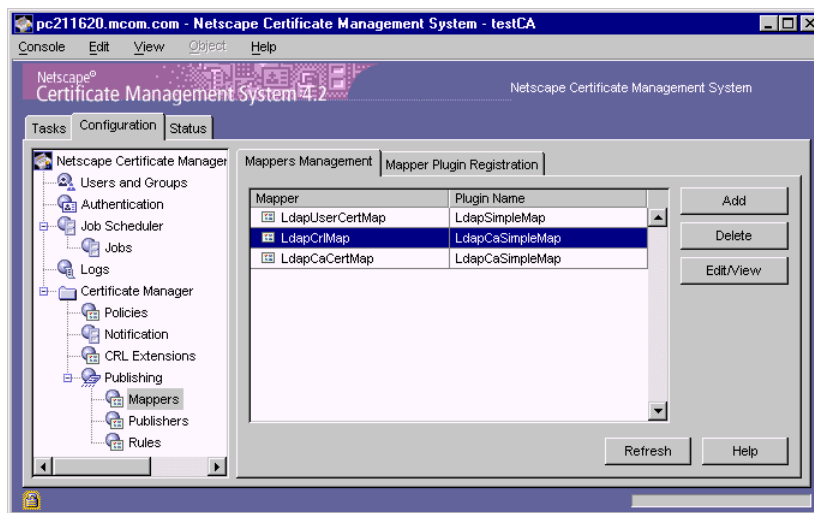 pc211620.mcom.com - Netscape Certificate Management System - testCA
Console Edit View Object Help
Netscape®
Certificate Management System 4.2
Netscape Certificate Management System
Tasks Configuration Status
Netscape Certificate Manager
Users and Groups
Authentication
Job Scheduler
Jobs
Logs
Certificate Manager
Policies
Notification
CRL Extensions
Publishing
Mappers
Publishers
Rules
Mappers Management Mapper Plugin Registration
Mapper Plugin Name
LdapUserCertMap LdapSimpleMap
LdapCrlMap LdapCaSimpleMap
LdapCaCertMap LdapCaSimpleMap
Add
Delete
Edit/View
Refresh Help